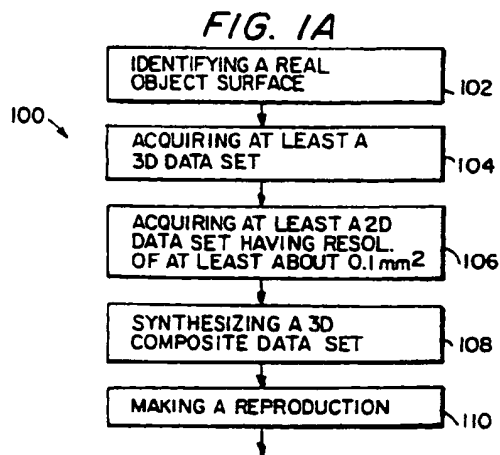 FIG. 1A
IDENTIFYING A REAL
OBJECT SURFACE
102
100
ACQUIRING AT LEAST A
3D DATA SET
104
ACQUIRING AT LEAST A 2D
DATA SET HAVING RESOL.
OF AT LEAST ABOUT 0.1 mm²
106
SYNTHESIZING A 3D
COMPOSITE DATA SET
108
MAKING A REPRODUCTION
110